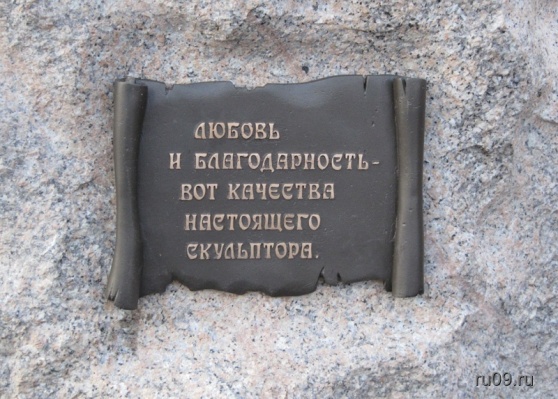 ЛЮБОВЬ
И БЛАГОДАРНОСТЬ-
ВОТ КАЧЕСТВА
НАСТОЯЩЕГО
СКУЛЬПТОРА.
ru09.ru